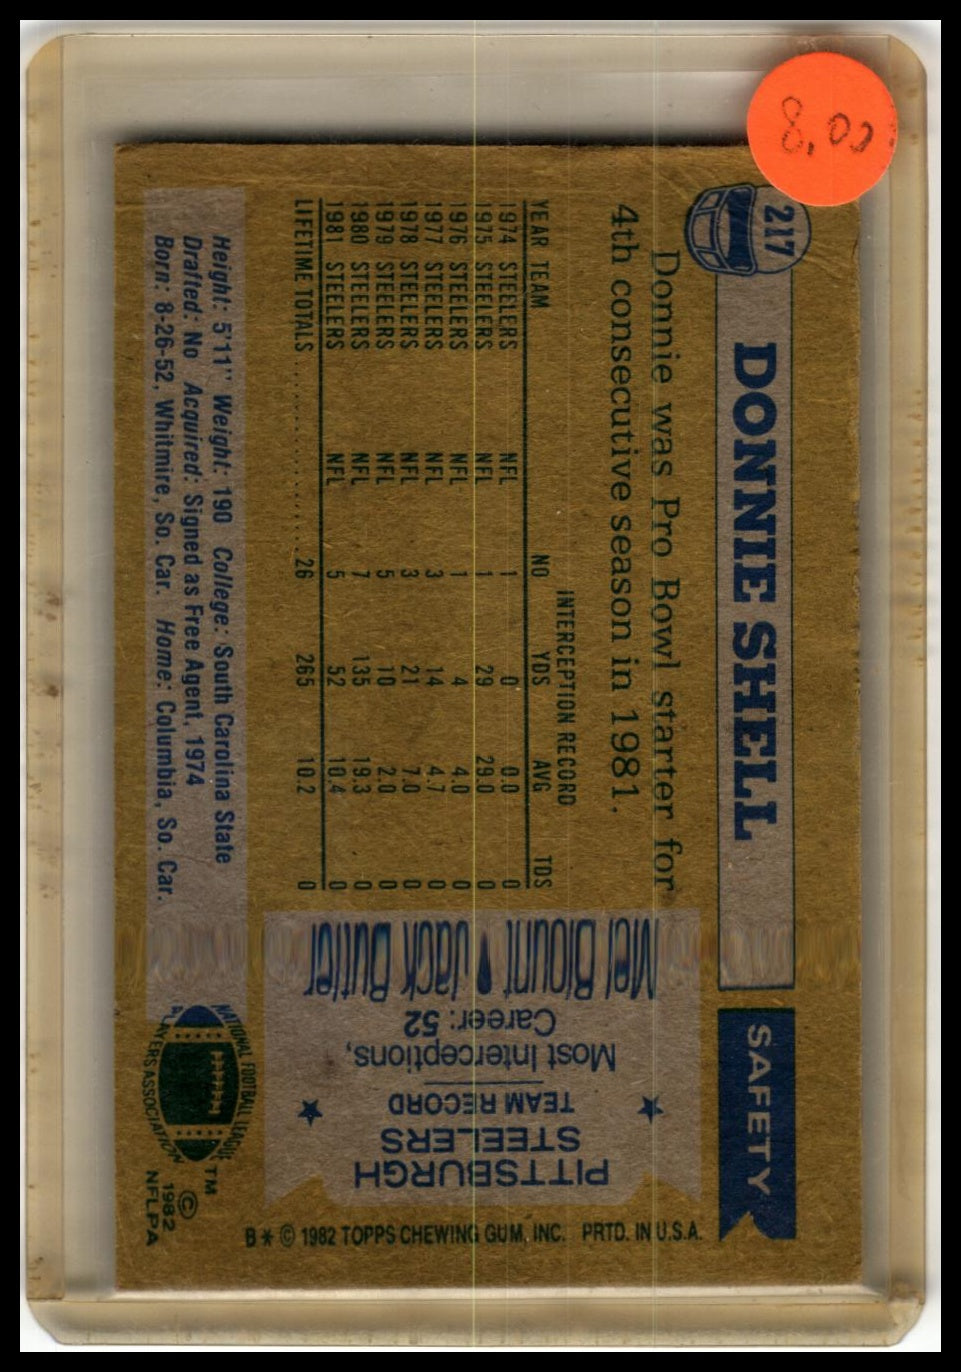 8.00
217
DONNIE SHELL
SAFETY
Donnie was Pro Bowl starter for
4th consecutive season in 1981.
INTERCEPTION RECORD
YEAR TEAM NO YDS AVG TDS
1974 STEELERS NFL 1 0 0.0 0
1975 STEELERS NFL 1 29 29.0 0
1976 STEELERS NFL 1 4 4.0 0
1977 STEELERS NFL 3 14 4.7 0
1978 STEELERS NFL 3 21 7.0 0
1979 STEELERS NFL 5 10 2.0 0
1980 STEELERS NFL 7 135 19.3 0
1981 STEELERS NFL 5 52 10.4 0
LIFETIME TOTALS 26 265 10.2 0
Height: 5'11" Weight: 190 College: South Carolina State
Drafted: No Acquired: Signed as Free Agent, 1974
Born: 8-26-52, Whitmire, So. Car. Home: Columbia, So. Car.
PITTSBURGH
STEELERS
TEAM RECORD
Most Interceptions,
Career: 52
Mel Blount • Jack Butler
NATIONAL FOOTBALL LEAGUE
PLAYERS ASSOCIATION
TM
© 1982
NFLPA
B* © 1982 TOPPS CHEWING GUM, INC. PRTD. IN U.S.A.